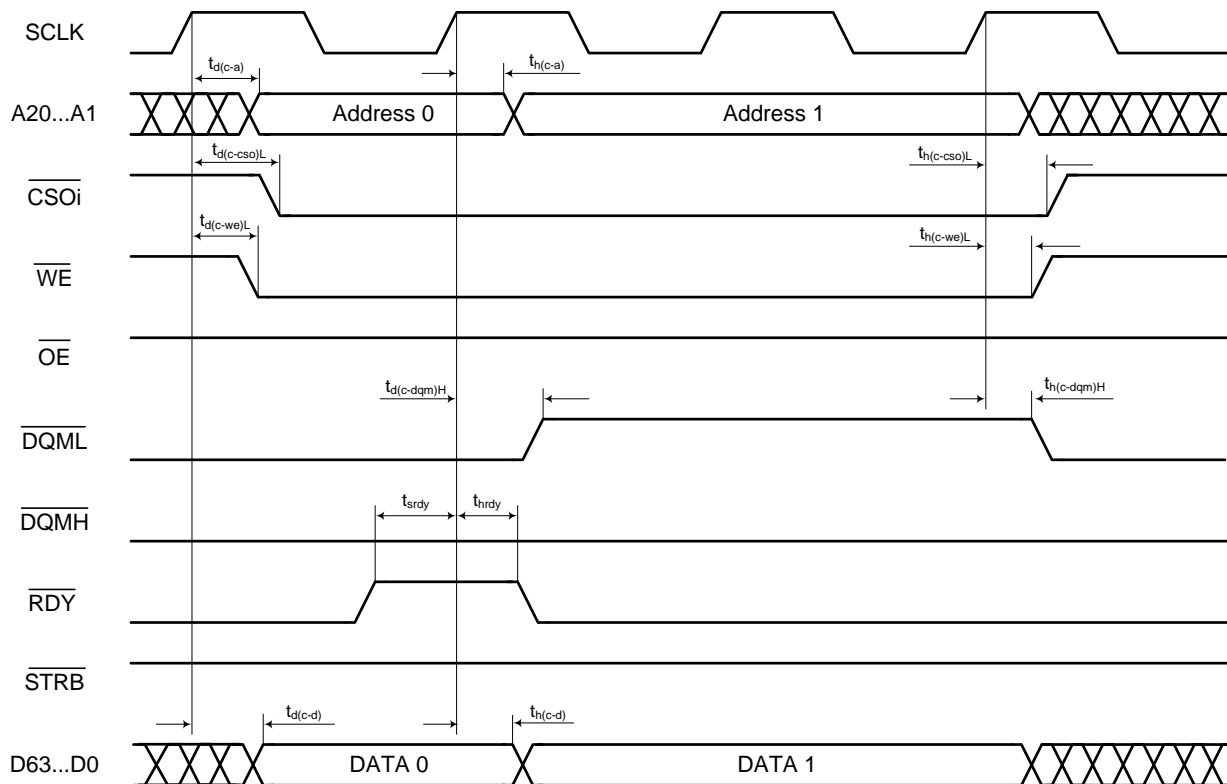 SCLK
td(c-a)
th(c-a)
A20...A1
Address 0
Address 1
td(c-cso)L
th(c-cso)L
CSOi
td(c-we)L
th(c-we)L
WE
OE
td(c-dqm)H
th(c-dqm)H
DQML
tsrdy
thrdy
DQMH
RDY
STRB
td(c-d)
th(c-d)
D63...D0
DATA 0
DATA 1